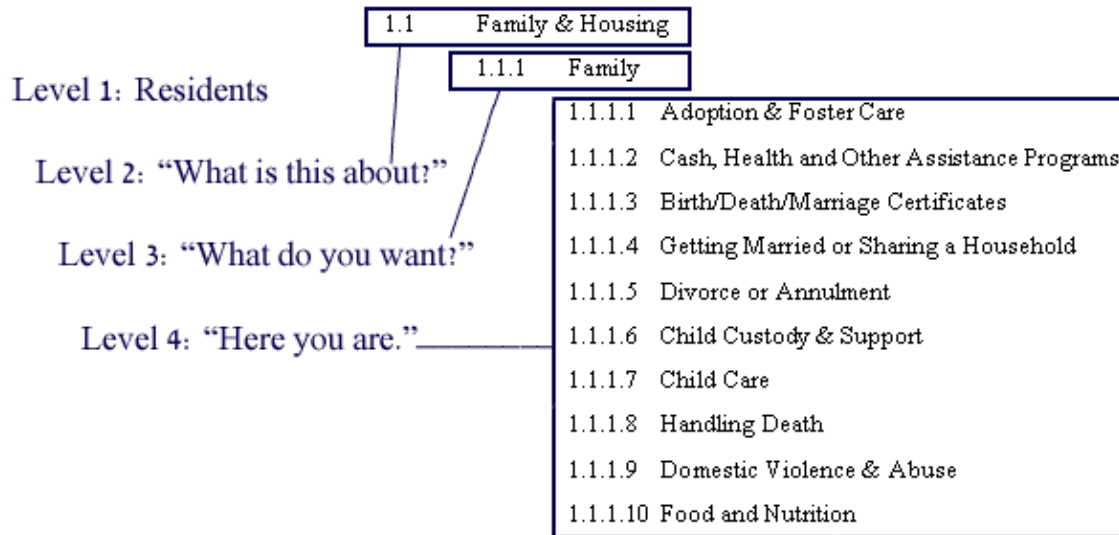 1.1 Family & Housing
1.1.1 Family
Level 1: Residents
1.1.1.1 Adoption & Foster Care
Level 2: “What is this about?”
1.1.1.2 Cash, Health and Other Assistance Programs
1.1.1.3 Birth/Death/Marriage Certificates
Level 3: “What do you want?”
1.1.1.4 Getting Married or Sharing a Household
1.1.1.5 Divorce or Annulment
Level 4: “Here you are.”
1.1.1.6 Child Custody & Support
1.1.1.7 Child Care
1.1.1.8 Handling Death
1.1.1.9 Domestic Violence & Abuse
1.1.1.10 Food and Nutrition